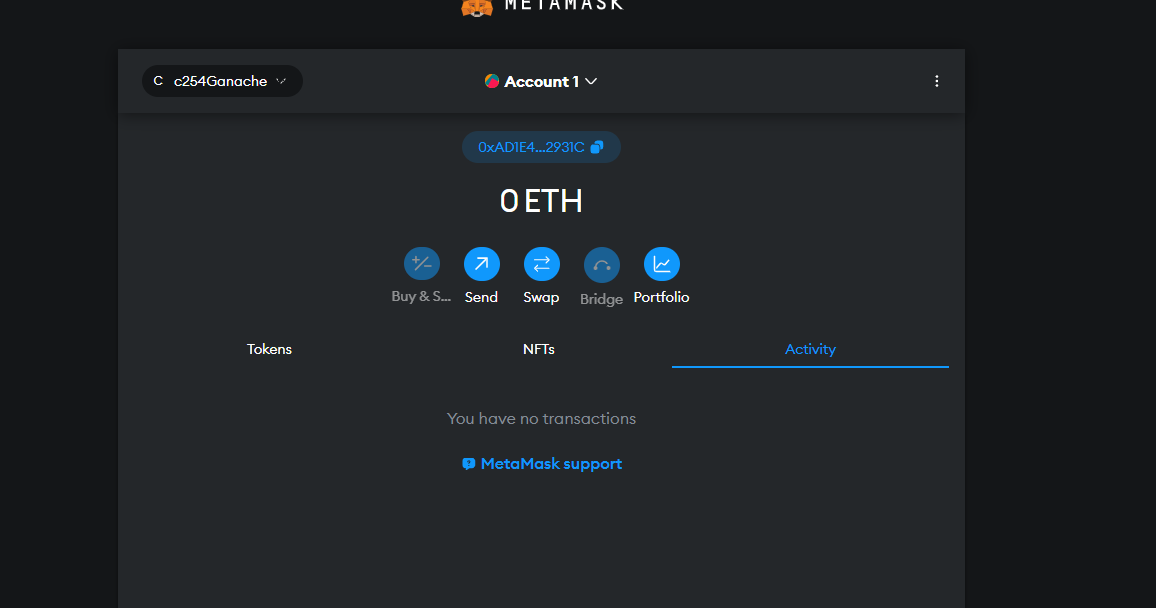 METAMASK
C c254Ganache Account 1
0xAD1E4...2931C
0 ETH
Buy & S... Send Swap Bridge Portfolio
Tokens NFTs Activity
You have no transactions
MetaMask support